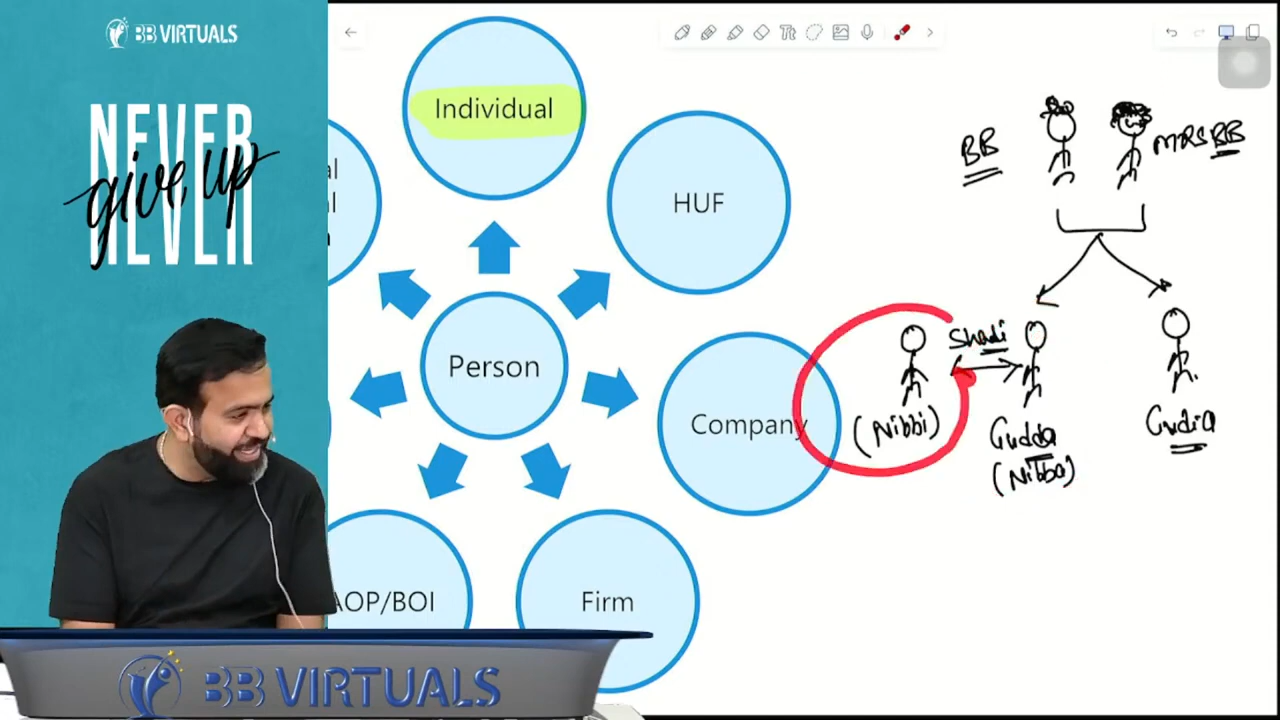 BB VIRTUALS
NEVER
give up
NEVER
Individual
HUF
Person
Company
AOP/BOI
Firm
BB
MRS BB
Shadi
(Nibbi)
Gudda
(Nibba)
Gudia
BB VIRTUALS